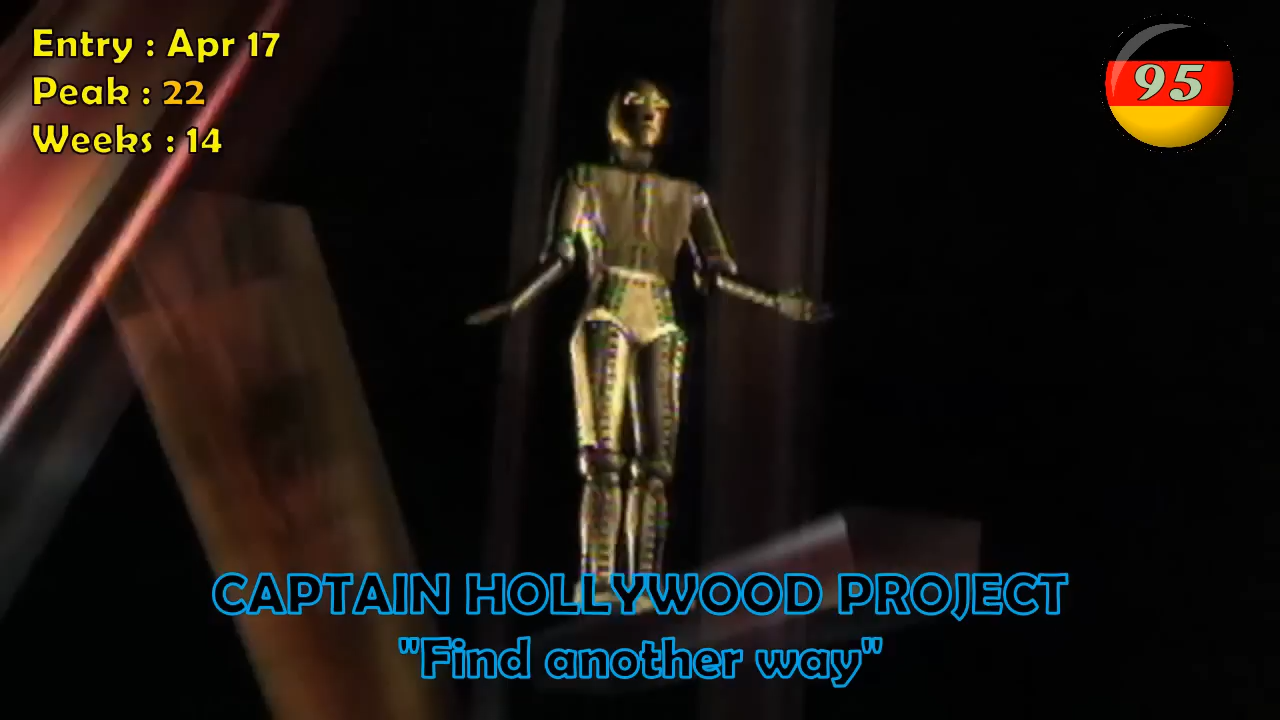 Entry : Apr 17
Peak : 22
Weeks : 14
95
CAPTAIN HOLLYWOOD PROJECT
"Find another way"